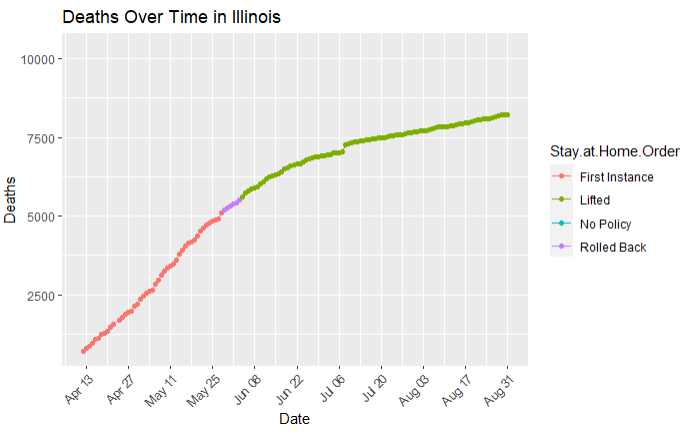 Deaths Over Time in Illinois
10000
7500
5000
2500
Deaths
Apr 13
Apr 27
May 11
May 25
Jun 08
Jun 22
Jul 06
Jul 20
Aug 03
Aug 17
Aug 31
Date
Stay.at.Home.Order
First Instance
Lifted
No Policy
Rolled Back